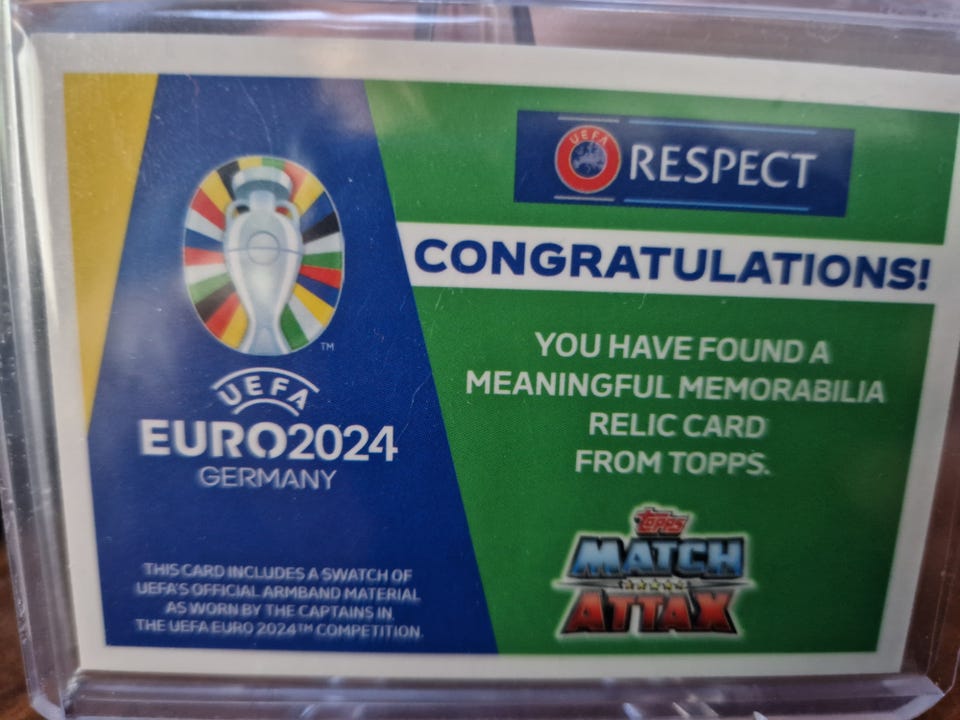 UEFA RESPECT
CONGRATULATIONS!
YOU HAVE FOUND A
MEANINGFUL MEMORABILIA
RELIC CARD
FROM TOPPS.
TOPPS
MATCH
ATTAX
TM
UEFA
EURO2024
GERMANY
THIS CARD INCLUDES A SWATCH OF
UEFA'S OFFICIAL ARMBAND MATERIAL
AS WORN BY THE CAPTAINS IN
THE UEFA EURO 2024™ COMPETITION.